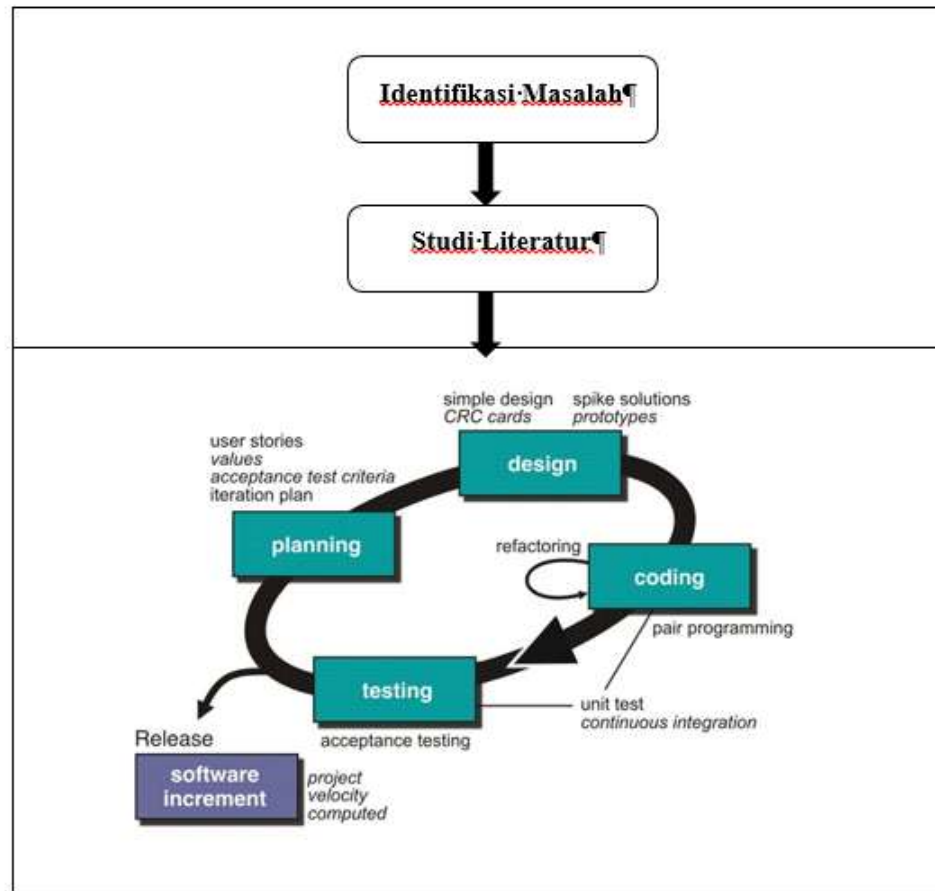 Identifikasi·Masalah¶
Studi·Literatur¶
simple design
CRC cards
spike solutions
prototypes
user stories
values
acceptance test criteria
iteration plan
design
planning
refactoring
coding
pair programming
testing
unit test
continuous integration
acceptance testing
Release
software
increment
project
velocity
computed